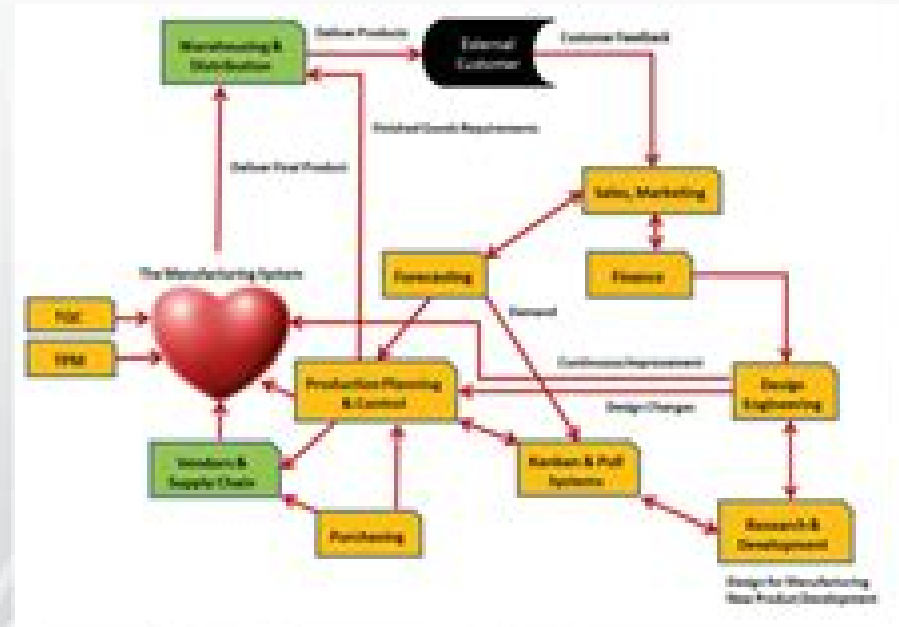 Deliver Products
Warehousing &
Distribution
External
Customer
Customer Feedback
Finished Goods Requirements
Deliver Final Product
Sales, Marketing
The Manufacturing System
Forecasting
Finance
TQC
Demand
TPM
Continuous Improvement
Production Planning
& Control
Design
Engineering
Design Changes
Vendors &
Supply Chain
Kanban & Pull
Systems
Purchasing
Research &
Development
Design for Manufacturing
New Product Development